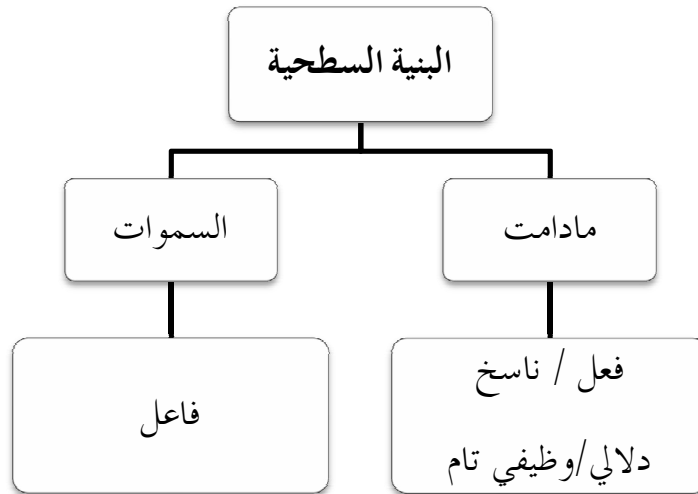 البنية السطحية
مادامت
السموات
فعل / ناسخ
دلالي/وظيفي تام
فاعل